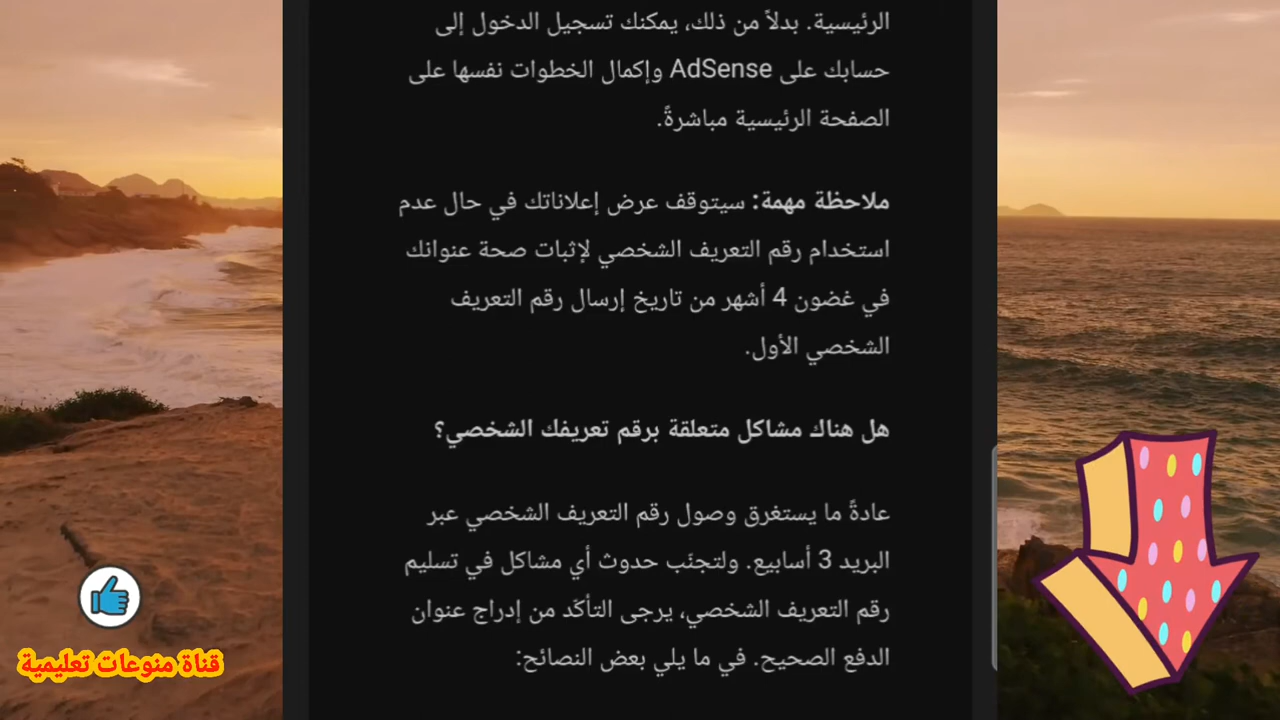 الرئيسية. بدلاً من ذلك، يمكنك تسجيل الدخول إلى
حسابك على AdSense وإكمال الخطوات نفسها على
الصفحة الرئيسية مباشرةً.
ملاحظة مهمة: سيتوقف عرض إعلاناتك في حال عدم
استخدام رقم التعريف الشخصي لإثبات صحة عنوانك
في غضون 4 أشهر من تاريخ إرسال رقم التعريف
الشخصي الأول.
هل هناك مشاكل متعلقة برقم تعريفك الشخصي؟
عادةً ما يستغرق وصول رقم التعريف الشخصي عبر
البريد 3 أسابيع. ولتجنّب حدوث أي مشاكل في تسليم
رقم التعريف الشخصي، يرجى التأكّد من إدراج عنوان
الدفع الصحيح. في ما يلي بعض النصائح:
قناة منوعات تعليمية